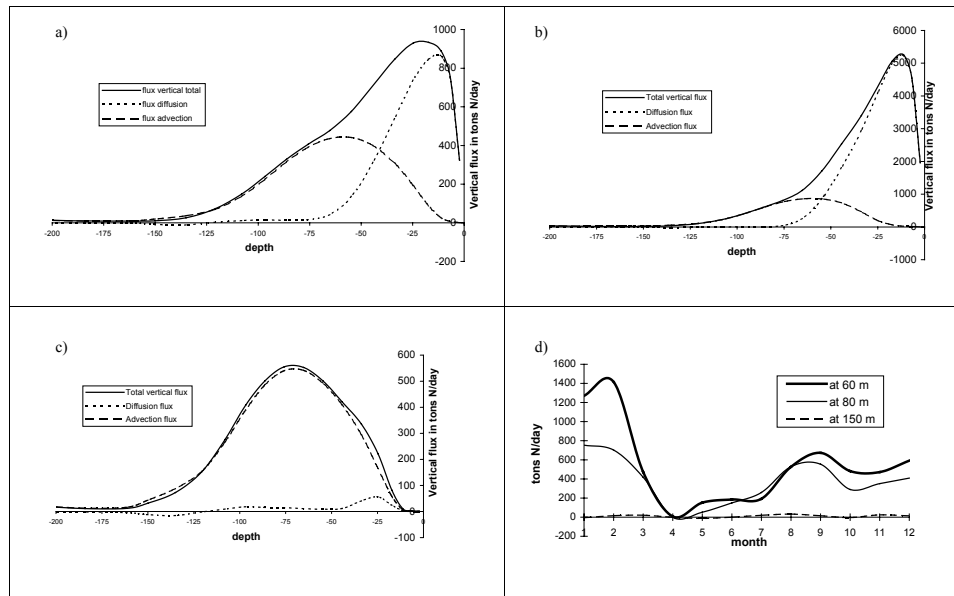 a)
flux vertical total
flux diffusion
flux advection
1000
800
600
400
200
0
-200
-200
-175
-150
-125
-100
-75
-50
-25
0
depth
Vertical flux in tons N/day
b)
Total vertical flux
Diffusion flux
Advection flux
6000
5000
4000
3000
2000
1000
0
-1000
-200
-175
-150
-125
-100
-75
-50
-25
0
depth
Vertical flux in tons N/day
c)
Total vertical flux
Diffusion flux
Advection flux
600
500
400
300
200
100
0
-100
-200
-175
-150
-125
-100
-75
-50
-25
0
depth
Vertical flux in tons N/day
d)
1600
1400
1200
1000
800
600
400
200
0
-200
at 60 m
at 80 m
at 150 m
1 2 3 4 5 6 7 8 9 10 11 12
month
tons N/day